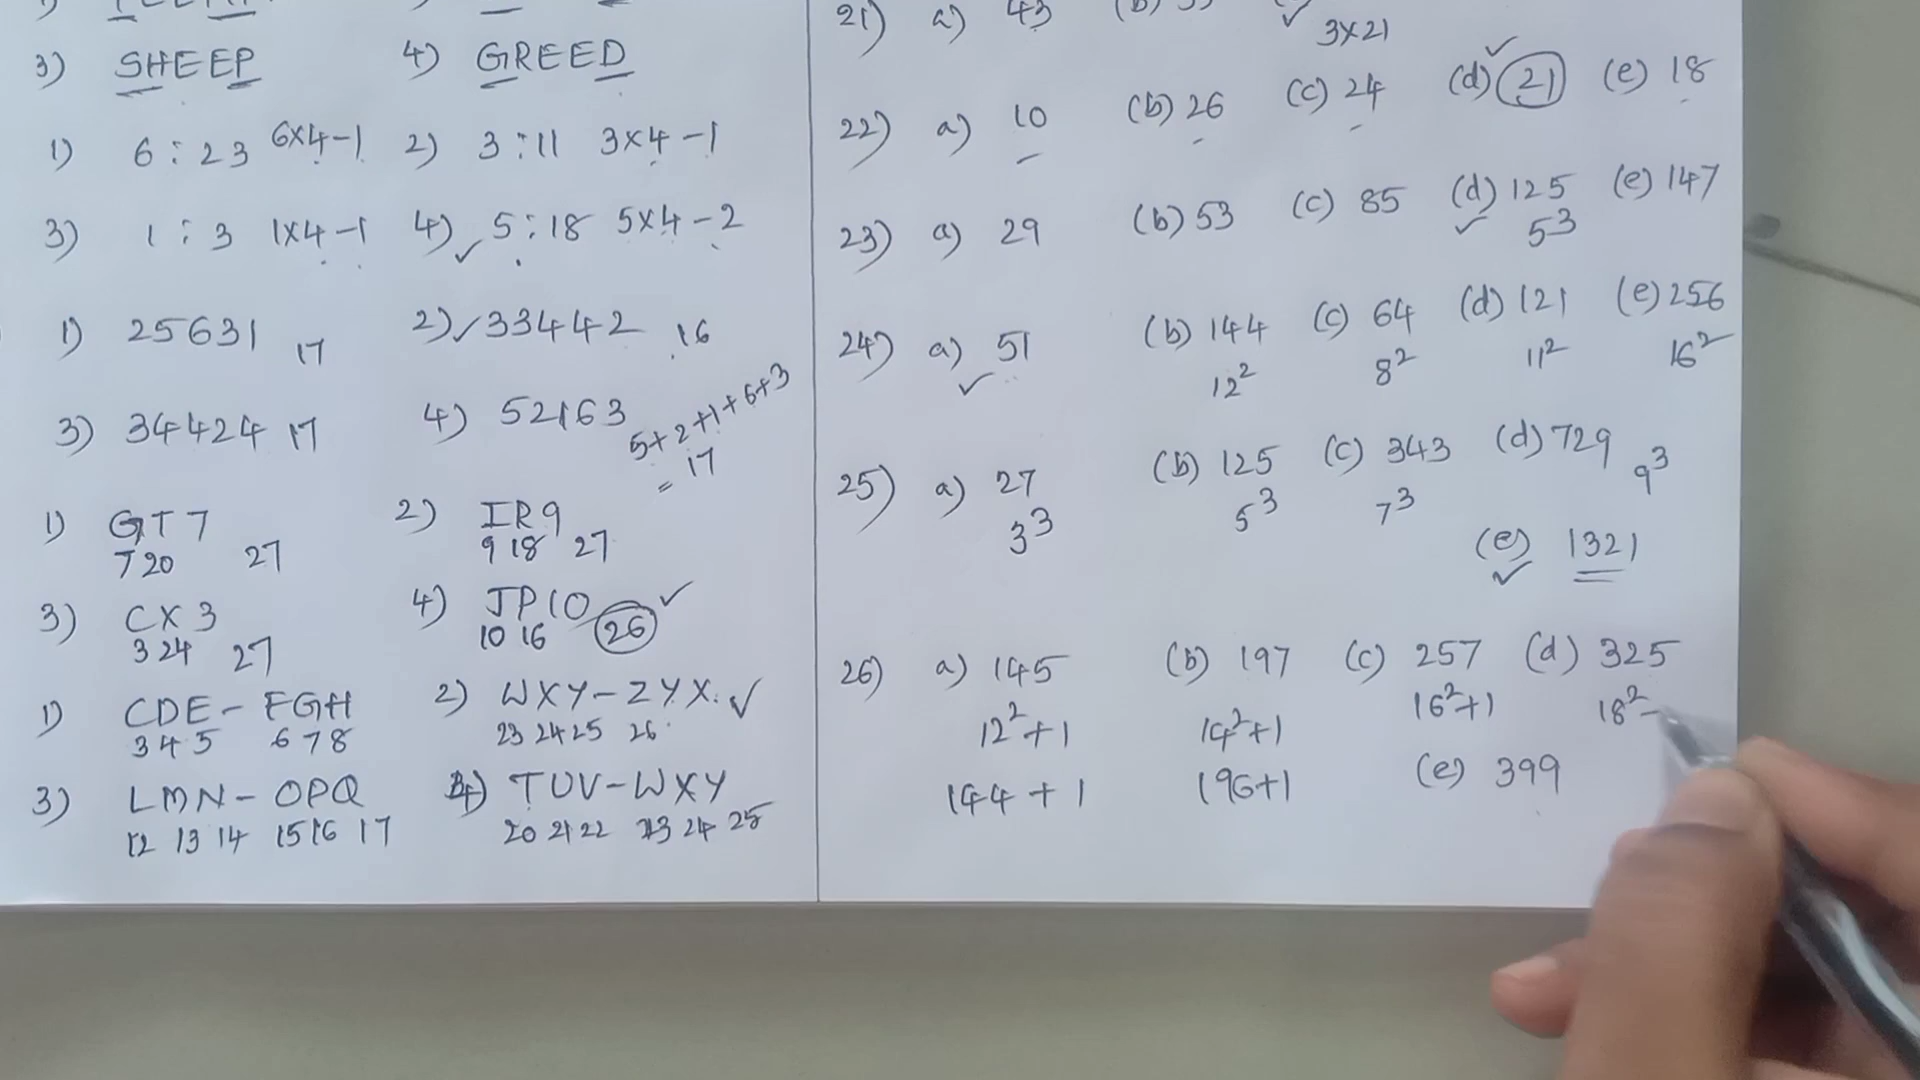 3) SHEEP 4) GREED
1) 6:23 6x4-1 2) 3:11 3x4-1
3) 1:3 1x4-1 4) ✓ 5:18 5x4-2
1) 25631 17 2) ✓ 33442 16
3) 34424 17 4) 52163 5+2+1+6+3
= 17
1) GT7 2) IR9
7 20 27 9 18 27
3) CX3 4) JP10 26 ✓
3 24 27 10 16
1) CDE-FGH 2) WXY-ZYX. ✓
3 4 5 6 7 8 23 24 25 26
3) LMN-OPQ 4) TUV-WXY
12 13 14 15 16 17 20 21 22 23 24 25
21) a) 43 (b)
✓ 3x21
22) a) 10 (b) 26 (c) 24 (d) ✓ 21 (e) 18
23) a) 29 (b) 53 (c) 85 (d) 125 (e) 147
✓ 5³
24) a) 51 (b) 144 (c) 64 (d) 121 (e) 256
✓ 12² 8² 11² 16²
25) a) 27 (b) 125 (c) 343 (d) 729 9³
3³ 5³ 7³
(e) 1321
✓
26) a) 145 (b) 197 (c) 257 (d) 325
12²+1 14²+1 16²+1 18²-
144+1 196+1 (e) 399